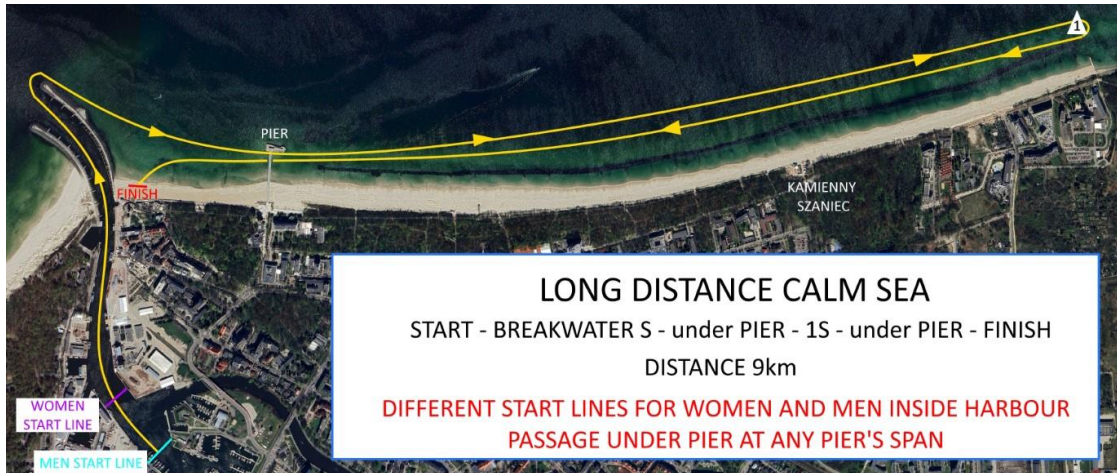 1
PIER
FINISH
KAMIENNY
SZANIEC
LONG DISTANCE CALM SEA
START - BREAKWATER S - under PIER - 1S - under PIER - FINISH
DISTANCE 9km
DIFFERENT START LINES FOR WOMEN AND MEN INSIDE HARBOUR
PASSAGE UNDER PIER AT ANY PIER'S SPAN
WOMEN
START LINE
MEN START LINE